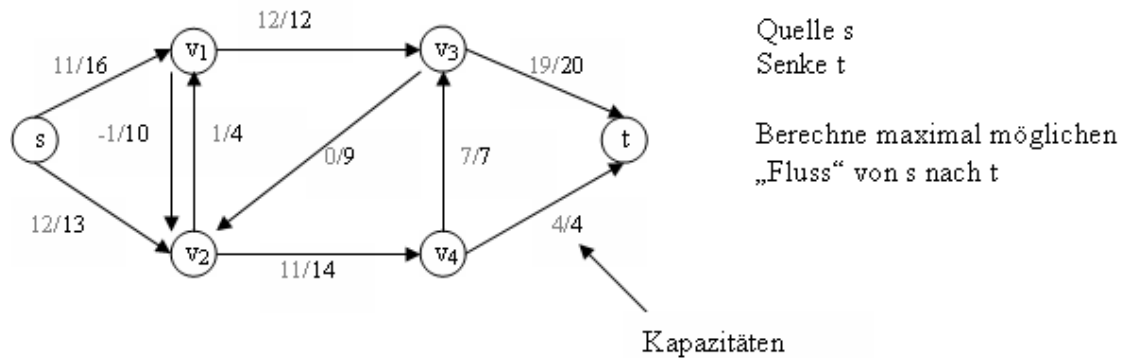 12/12
Quelle s
v1
v3
Senke t
11/16
19/20
s
-1/10
1/4
0/9
7/7
t
Berechne maximal möglichen
„Fluss“ von s nach t
12/13
4/4
v2
v4
11/14
Kapazitäten